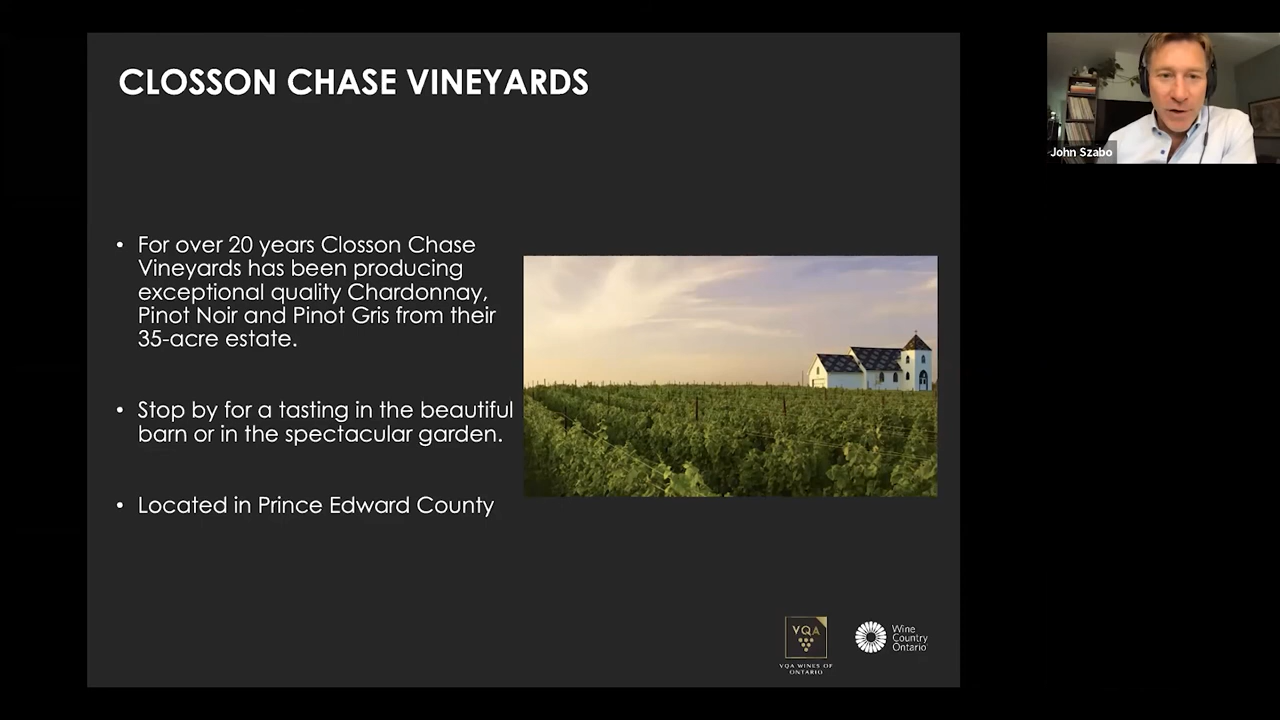 CLOSSON CHASE VINEYARDS
• For over 20 years Closson Chase
Vineyards has been producing
exceptional quality Chardonnay,
Pinot Noir and Pinot Gris from their
35-acre estate.
• Stop by for a tasting in the beautiful
barn or in the spectacular garden.
• Located in Prince Edward County
VQA
VQA WINES OF
ONTARIO
Wine
Country
Ontario
John Szabo